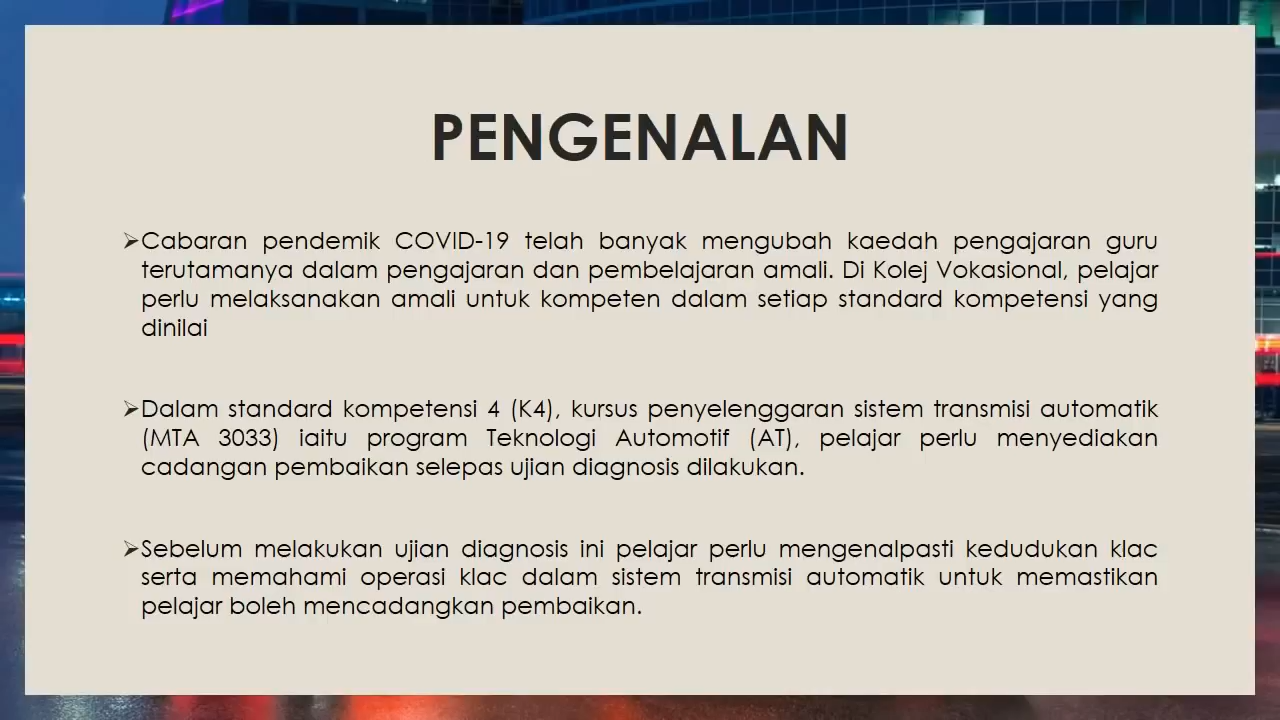 PENGENALAN
➢Cabaran pendemik COVID-19 telah banyak mengubah kaedah pengajaran guru
terutamanya dalam pengajaran dan pembelajaran amali. Di Kolej Vokasional, pelajar
perlu melaksanakan amali untuk kompeten dalam setiap standard kompetensi yang
dinilai
➢Dalam standard kompetensi 4 (K4), kursus penyelenggaran sistem transmisi automatik
(MTA 3033) iaitu program Teknologi Automotif (AT), pelajar perlu menyediakan
cadangan pembaikan selepas ujian diagnosis dilakukan.
➢Sebelum melakukan ujian diagnosis ini pelajar perlu mengenalpasti kedudukan klac
serta memahami operasi klac dalam sistem transmisi automatik untuk memastikan
pelajar boleh mencadangkan pembaikan.